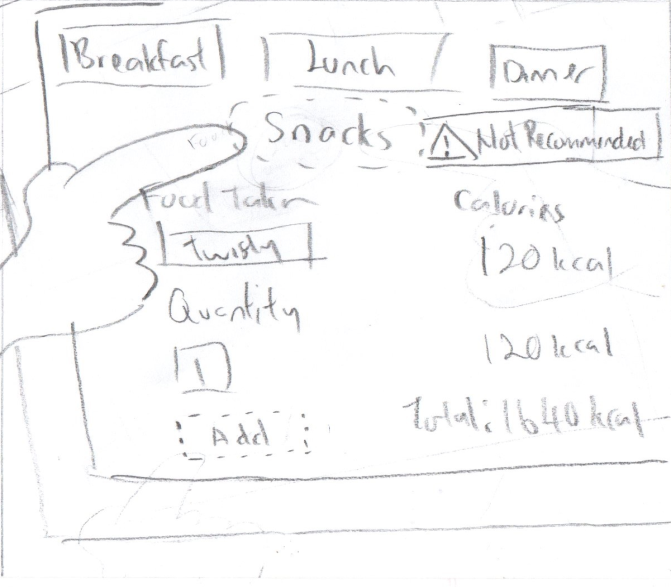 Breakfast Lunch Dinner
Snacks ⚠ Not Recommended
Food Taken Calories
Twisty 120 kcal
Quantity
1 120 kcal
Add Total: 1640 kcal